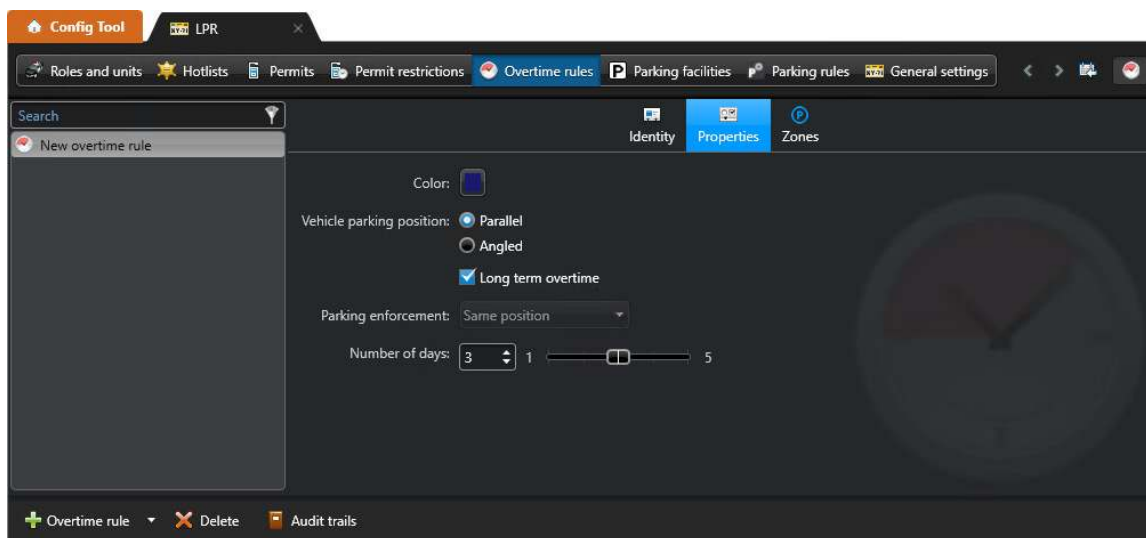 Config Tool LPR
Roles and units Hotlists Permits Permit restrictions Overtime rules Parking facilities Parking rules General settings
Search
Identity Properties Zones
New overtime rule
Color:
Vehicle parking position: Parallel
Angled
Long term overtime
Parking enforcement: Same position
Number of days: 3 1 5
Overtime rule Delete Audit trails